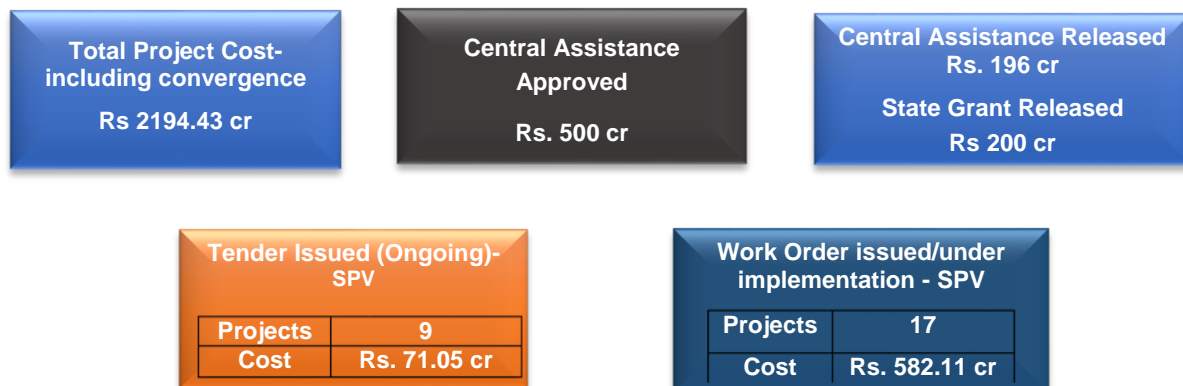 Total Project Cost-
including convergence
Rs 2194.43 cr
Central Assistance
Approved
Rs. 500 cr
Central Assistance Released
Rs. 196 cr
State Grant Released
Rs 200 cr
Tender Issued (Ongoing)-
SPV
Projects 9
Cost Rs. 71.05 cr
Work Order issued/under
implementation - SPV
Projects 17
Cost Rs. 582.11 cr